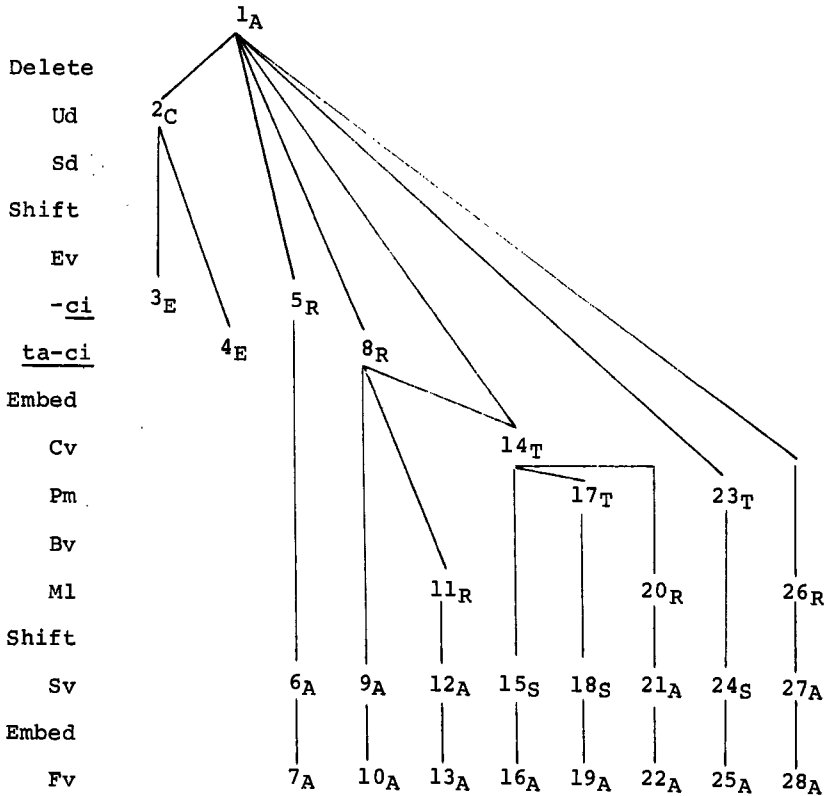 1A
Delete
Ud 2C
Sd
Shift
Ev
-ci 3E 5R
ta-ci 4E 8R
Embed
Cv 14T
Pm 17T 23T
Bv
Ml 11R 20R 26R
Shift
Sv 6A 9A 12A 15S 18S 21A 24S 27A
Embed
Fv 7A 10A 13A 16A 19A 22A 25A 28A